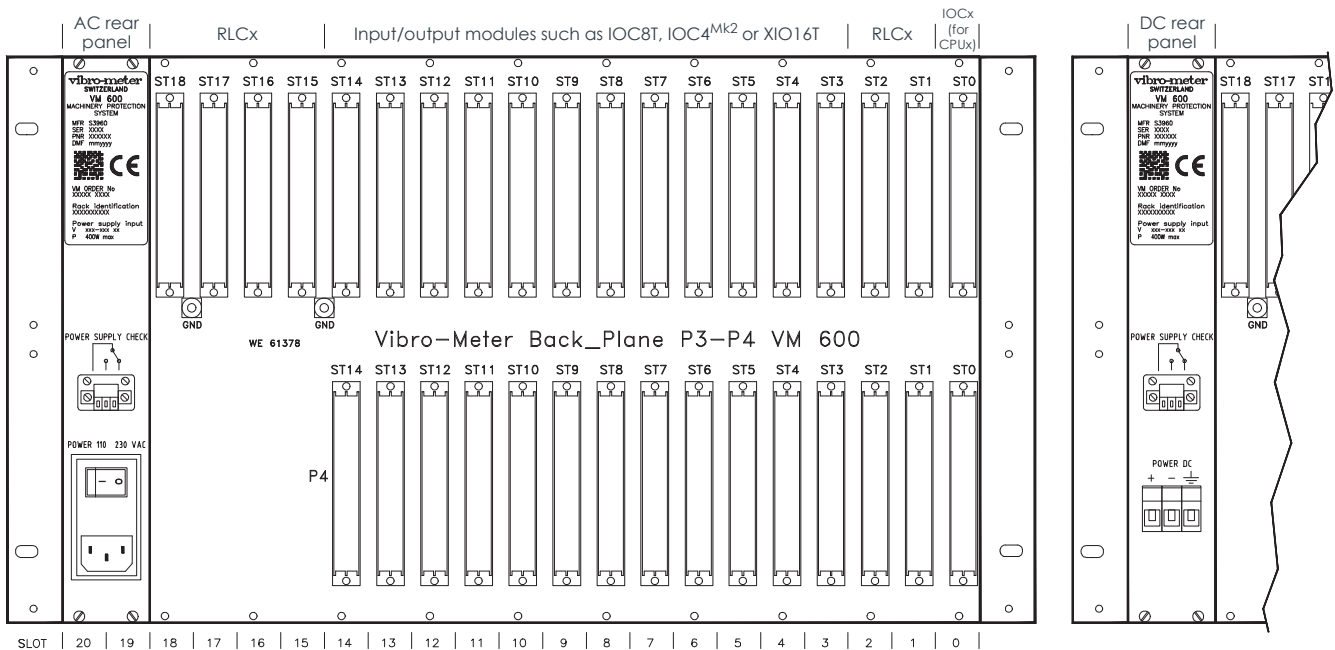 AC rear panel
RLCx
Input/output modules such as IOC8T, IOC4Mk2 or XIO16T
RLCx
IOCx (for CPUx)
DC rear panel
vibro-meter
SWITZERLAND
VM 600
MACHINERY PROTECTION
SYSTEM
MFR S3960
SER XXXX
PNR XXXXXX
DMF mmyyyy
CE
VM ORDER No
XXXXX XXXX
Rack identification
XXXXXXXXXX
Power supply input
V xxx-xxx xx
P 400W max
ST18 ST17 ST16 ST15 ST14 ST13 ST12 ST11 ST10 ST9 ST8 ST7 ST6 ST5 ST4 ST3 ST2 ST1 ST0
GND GND
POWER SUPPLY CHECK
WE 61378
Vibro-Meter Back_Plane P3-P4 VM 600
ST14 ST13 ST12 ST11 ST10 ST9 ST8 ST7 ST6 ST5 ST4 ST3 ST2 ST1 ST0
POWER 110 230 VAC
P4
SLOT 20 19 18 17 16 15 14 13 12 11 10 9 8 7 6 5 4 3 2 1 0
vibro-meter
SWITZERLAND
VM 600
MACHINERY PROTECTION
SYSTEM
MFR S3960
SER XXXX
PNR XXXXXX
DMF mmyyyy
CE
VM ORDER No
XXXXX XXXX
Rack identification
XXXXXXXXXX
Power supply input
V xxx-xxx xx
P 400W max
ST18 ST17 ST1
GND
POWER SUPPLY CHECK
POWER DC
+ −